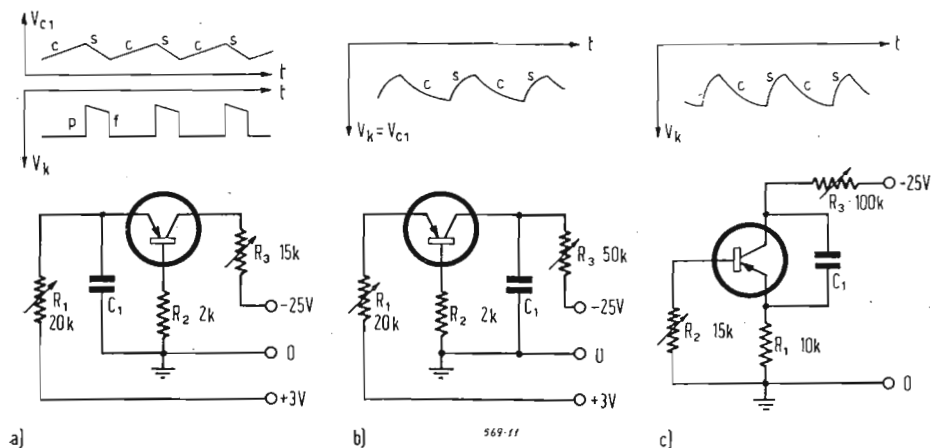 V_c1
c s c s c s
t
t
p f
V_k
t
c s c s
V_k = V_c1
t
c s c s
V_k
-25V
R_3 100k
R_1
20k
C_1
R_2 2k
R_3 15k
-25V
0
+3V
R_1
20k
R_2 2k
C_1
R_3 50k
-25V
0
+3V
C_1
R_2 15k
R_1 10k
0
a)
b)
569-11
c)